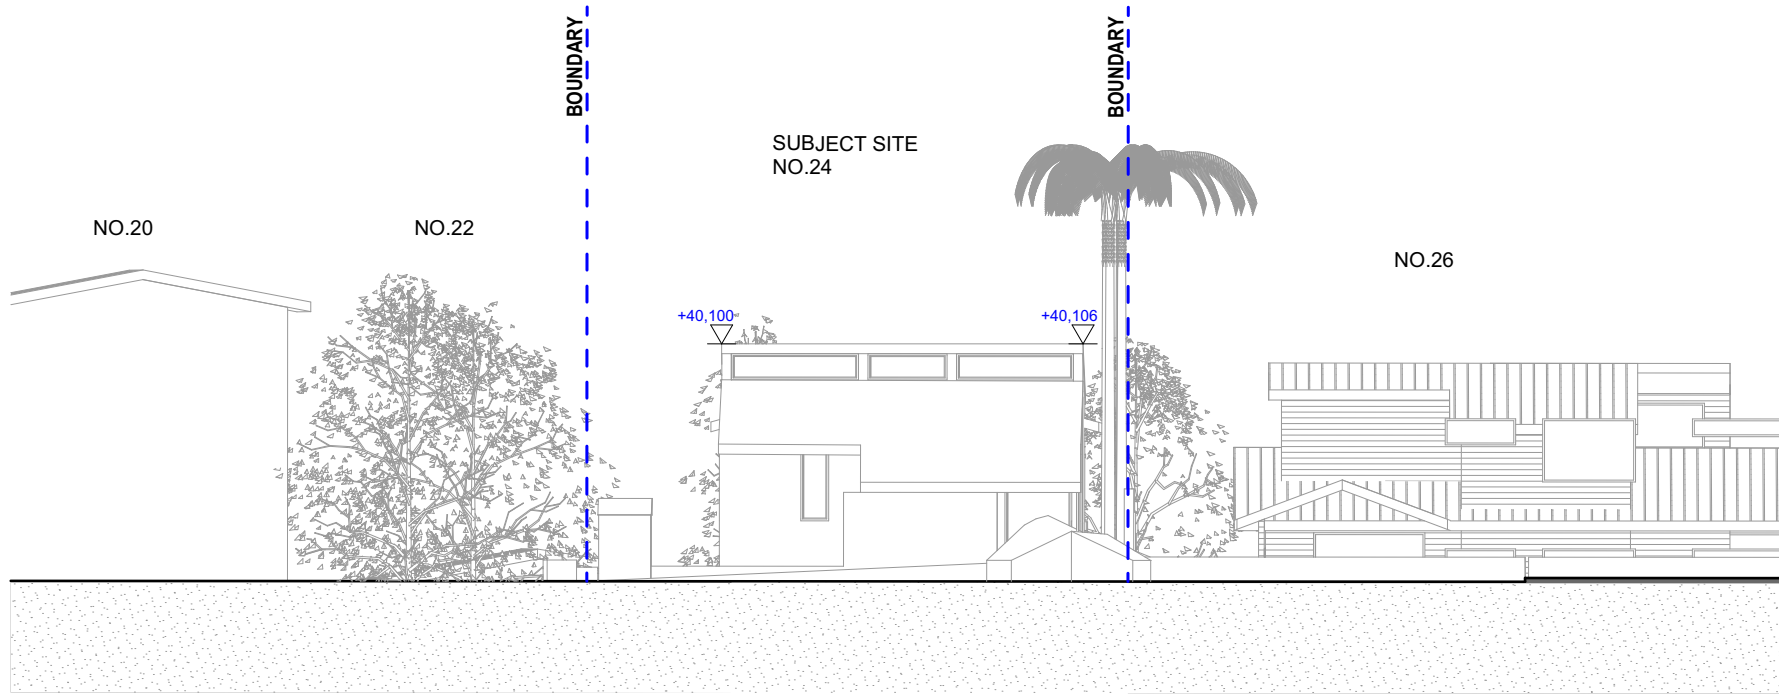 BOUNDARY
BOUNDARY
SUBJECT SITE
NO.24
NO.20
NO.22
NO.26
+40,100
+40,106